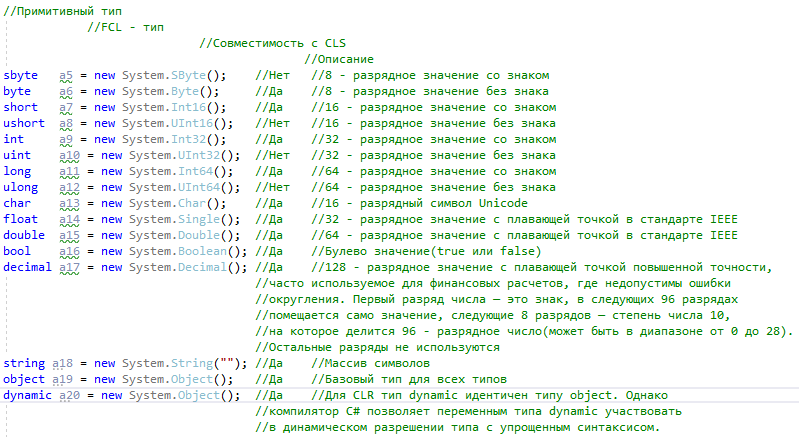 //Примитивный тип
//FCL - тип
//Совместимость с CLS
//Описание
sbyte a5 = new System.SByte(); //Нет //8 - разрядное значение со знаком
byte a6 = new System.Byte(); //Да //8 - разрядное значение без знака
short a7 = new System.Int16(); //Да //16 - разрядное значение со знаком
ushort a8 = new System.UInt16(); //Нет //16 - разрядное значение без знака
int a9 = new System.Int32(); //Да //32 - разрядное значение со знаком
uint a10 = new System.UInt32(); //Нет //32 - разрядное значение без знака
long a11 = new System.Int64(); //Да //64 - разрядное значение со знаком
ulong a12 = new System.UInt64(); //Нет //64 - разрядное значение без знака
char a13 = new System.Char(); //Да //16 - разрядный символ Unicode
float a14 = new System.Single(); //Да //32 - разрядное значение с плавающей точкой в стандарте IEEE
double a15 = new System.Double(); //Да //64 - разрядное значение с плавающей точкой в стандарте IEEE
bool a16 = new System.Boolean(); //Да //Булево значение(true или false)
decimal a17 = new System.Decimal(); //Да //128 - разрядное значение с плавающей точкой повышенной точности,
//часто используемое для финансовых расчетов, где недопустимы ошибки
//округления. Первый разряд числа — это знак, в следующих 96 разрядах
//помещается само значение, следующие 8 разрядов — степень числа 10,
//на которое делится 96 - разрядное число(может быть в диапазоне от 0 до 28).
//Остальные разряды не используются
string a18 = new System.String(""); //Да //Массив символов
object a19 = new System.Object(); //Да //Базовый тип для всех типов
dynamic a20 = new System.Object(); //Да //Для CLR тип dynamic идентичен типу object. Однако
//компилятор C# позволяет переменным типа dynamic участвовать
//в динамическом разрешении типа с упрощенным синтаксисом.